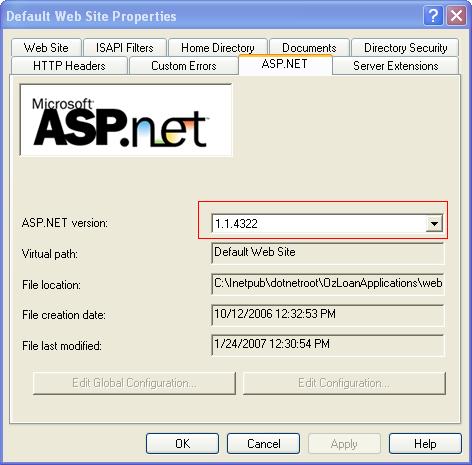 Default Web Site Properties
Web Site ISAPI Filters Home Directory Documents Directory Security
HTTP Headers Custom Errors ASP.NET Server Extensions
Microsoft
ASP.net
ASP.NET version: 1.1.4322
Virtual path: Default Web Site
File location: C:\Inetpub\dotnetroot\OzLoanApplications\web
File creation date: 10/12/2006 12:32:53 PM
File last modified: 1/24/2007 12:30:54 PM
Edit Global Configuration... Edit Configuration...
OK Cancel Apply Help